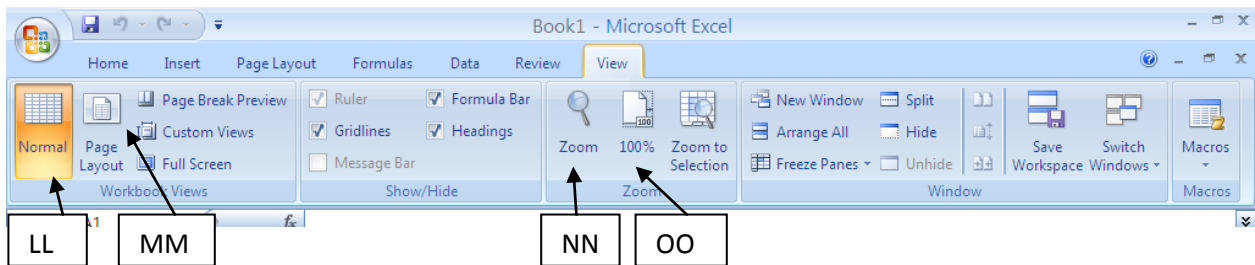 Book1 - Microsoft Excel
Home Insert Page Layout Formulas Data Review View
Normal
Page Layout
Page Break Preview
Custom Views
Full Screen
Workbook Views
Ruler
Gridlines
Message Bar
Formula Bar
Headings
Show/Hide
Zoom
100
100%
Zoom to Selection
Zoom
New Window
Arrange All
Freeze Panes
Split
Hide
Unhide
Save Workspace
Switch Windows
Window
Macros
Macros
A1
fx
LL
MM
NN
OO